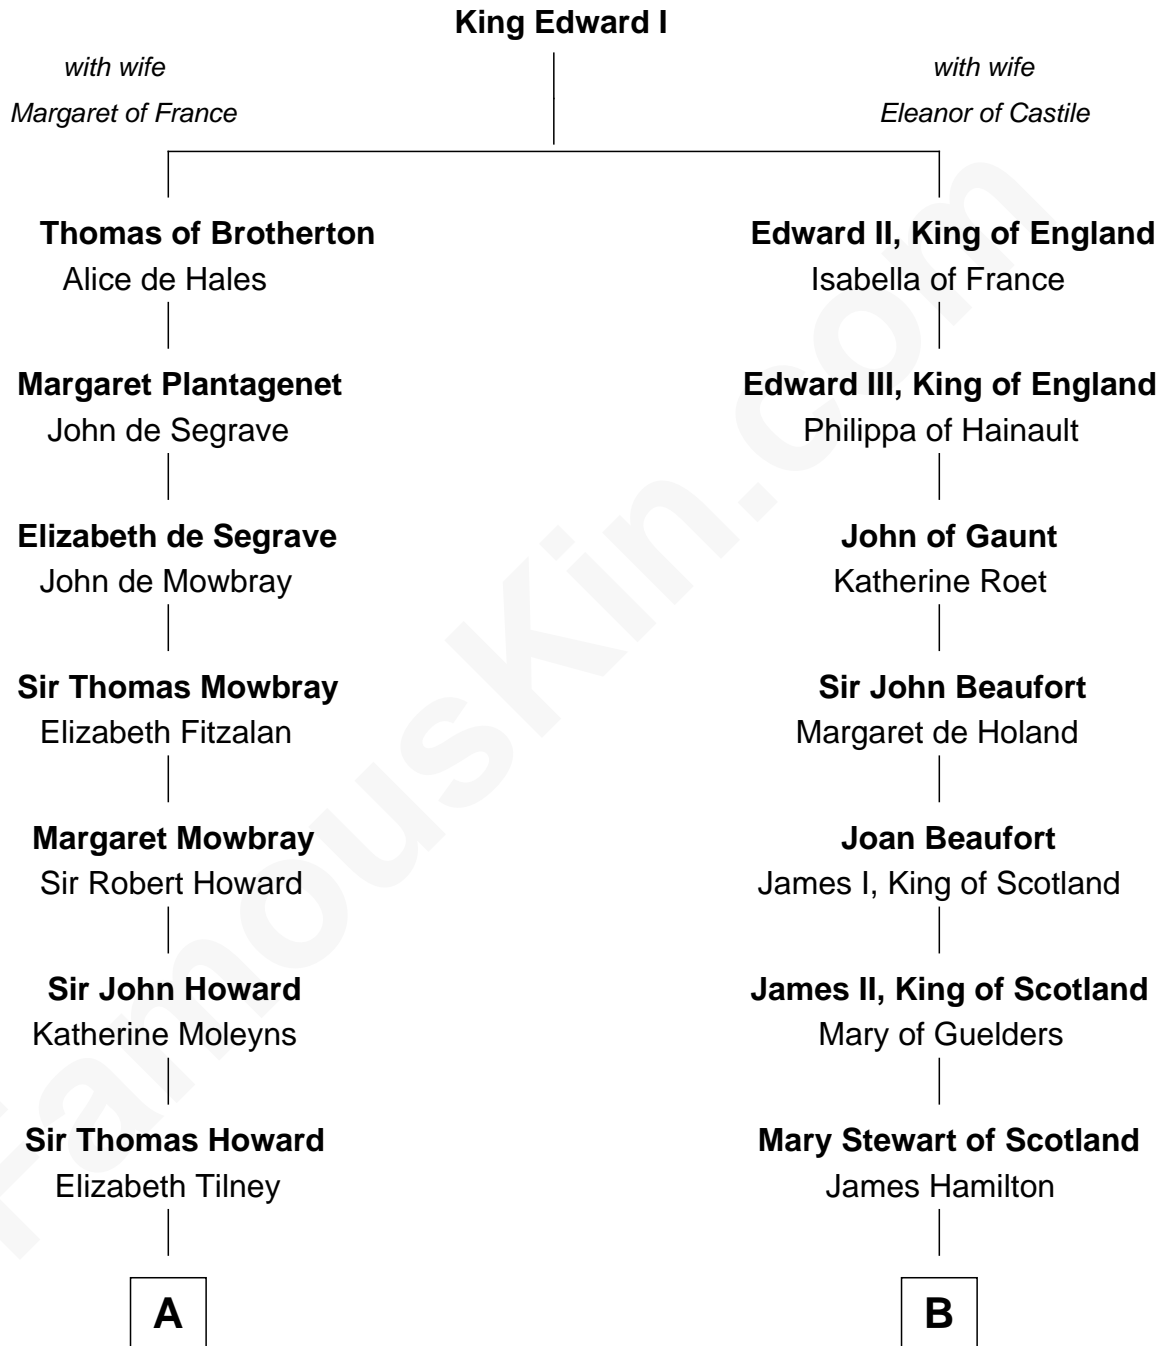 King Edward I
with wife
Margaret of France
with wife
Eleanor of Castile
Thomas of Brotherton
Alice de Hales
Edward II, King of England
Isabella of France
Margaret Plantagenet
John de Segrave
Edward III, King of England
Philippa of Hainault
Elizabeth de Segrave
John de Mowbray
John of Gaunt
Katherine Roet
Sir Thomas Mowbray
Elizabeth Fitzalan
Sir John Beaufort
Margaret de Holand
Margaret Mowbray
Sir Robert Howard
Joan Beaufort
James I, King of Scotland
Sir John Howard
Katherine Moleyns
James II, King of Scotland
Mary of Guelders
Sir Thomas Howard
Elizabeth Tilney
Mary Stewart of Scotland
James Hamilton
A
B
FamousKin.com